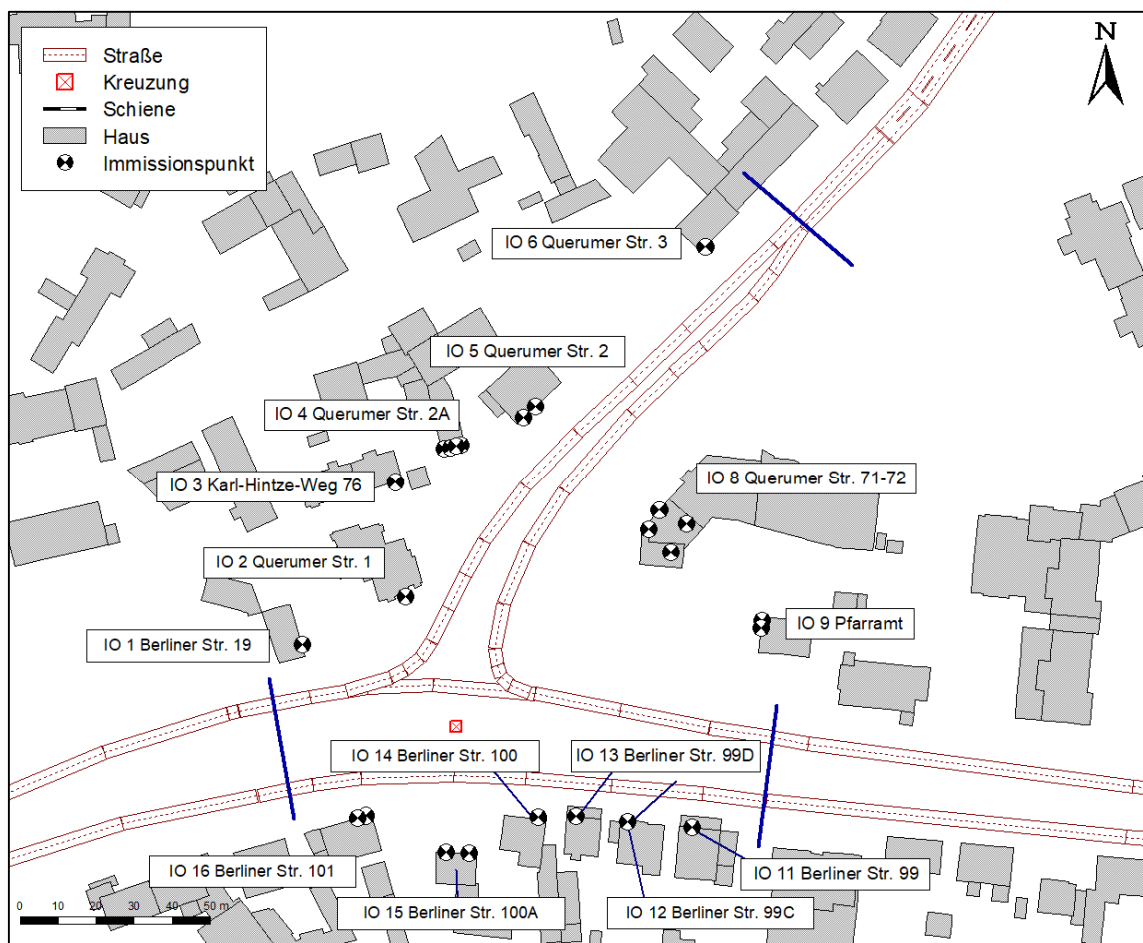 Straße
Kreuzung
Schiene
Haus
Immissionspunkt
N
IO 6 Querumer Str. 3
IO 5 Querumer Str. 2
IO 4 Querumer Str. 2A
IO 3 Karl-Hintze-Weg 76
IO 8 Querumer Str. 71-72
IO 2 Querumer Str. 1
IO 9 Pfarramt
IO 1 Berliner Str. 19
IO 14 Berliner Str. 100
IO 13 Berliner Str. 99D
IO 16 Berliner Str. 101
IO 11 Berliner Str. 99
IO 15 Berliner Str. 100A
IO 12 Berliner Str. 99C
0 10 20 30 40 50 m